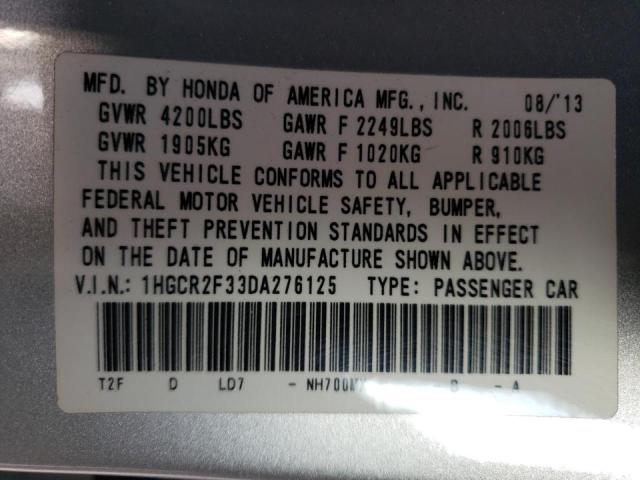 MFD. BY HONDA OF AMERICA MFG., INC. 08/'13
GVWR 4200LBS GAWR F 2249LBS R 2006LBS
GVWR 1905KG GAWR F 1020KG R 910KG
THIS VEHICLE CONFORMS TO ALL APPLICABLE
FEDERAL MOTOR VEHICLE SAFETY, BUMPER,
AND THEFT PREVENTION STANDARDS IN EFFECT
ON THE DATE OF MANUFACTURE SHOWN ABOVE.
V.I.N.: 1HGCR2F33DA276125 TYPE: PASSENGER CAR
T2F D LD7 - - A